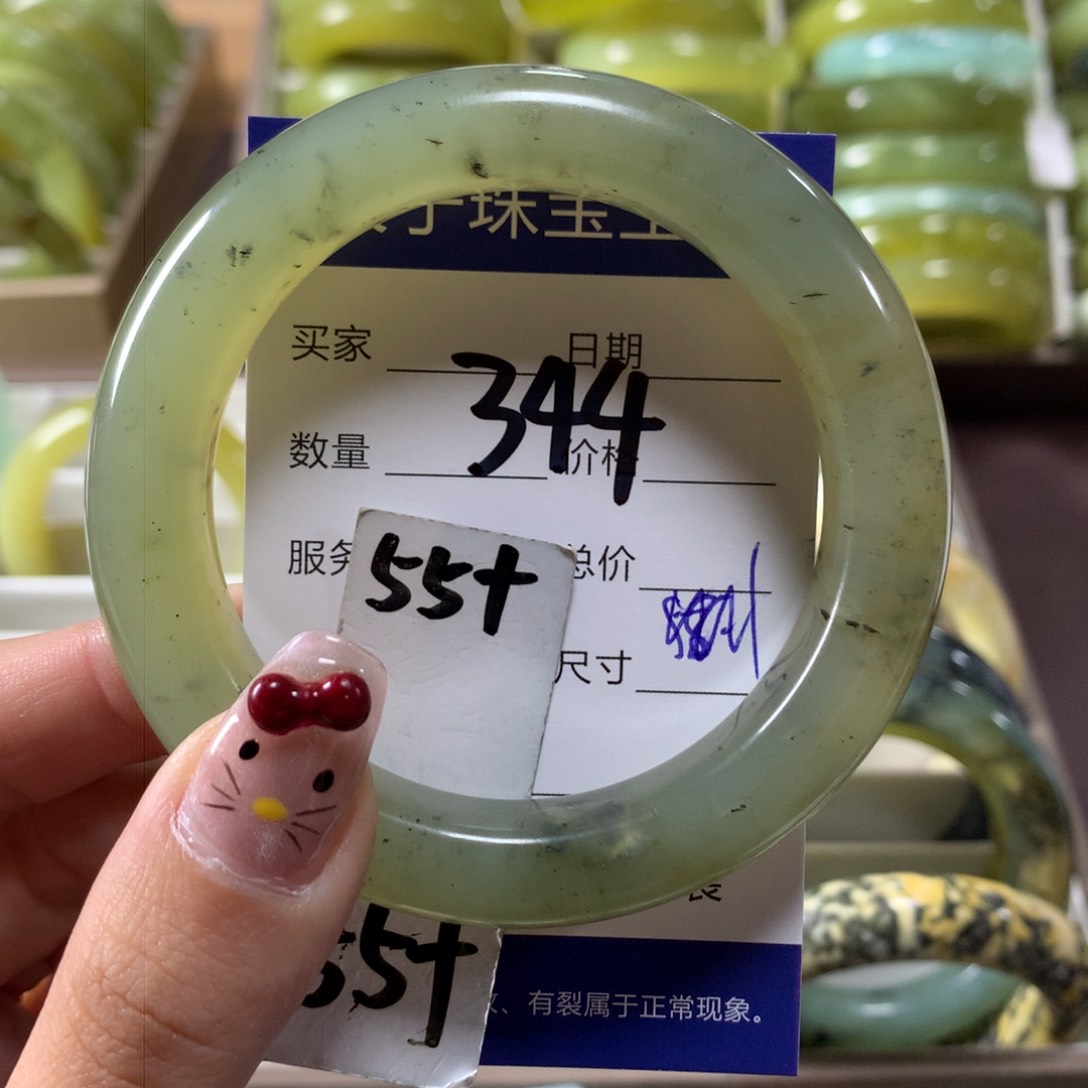 珠宝
买家 日期
344
数量 价格
服务 总价
55+
尺寸
55+
、有裂属于正常现象。